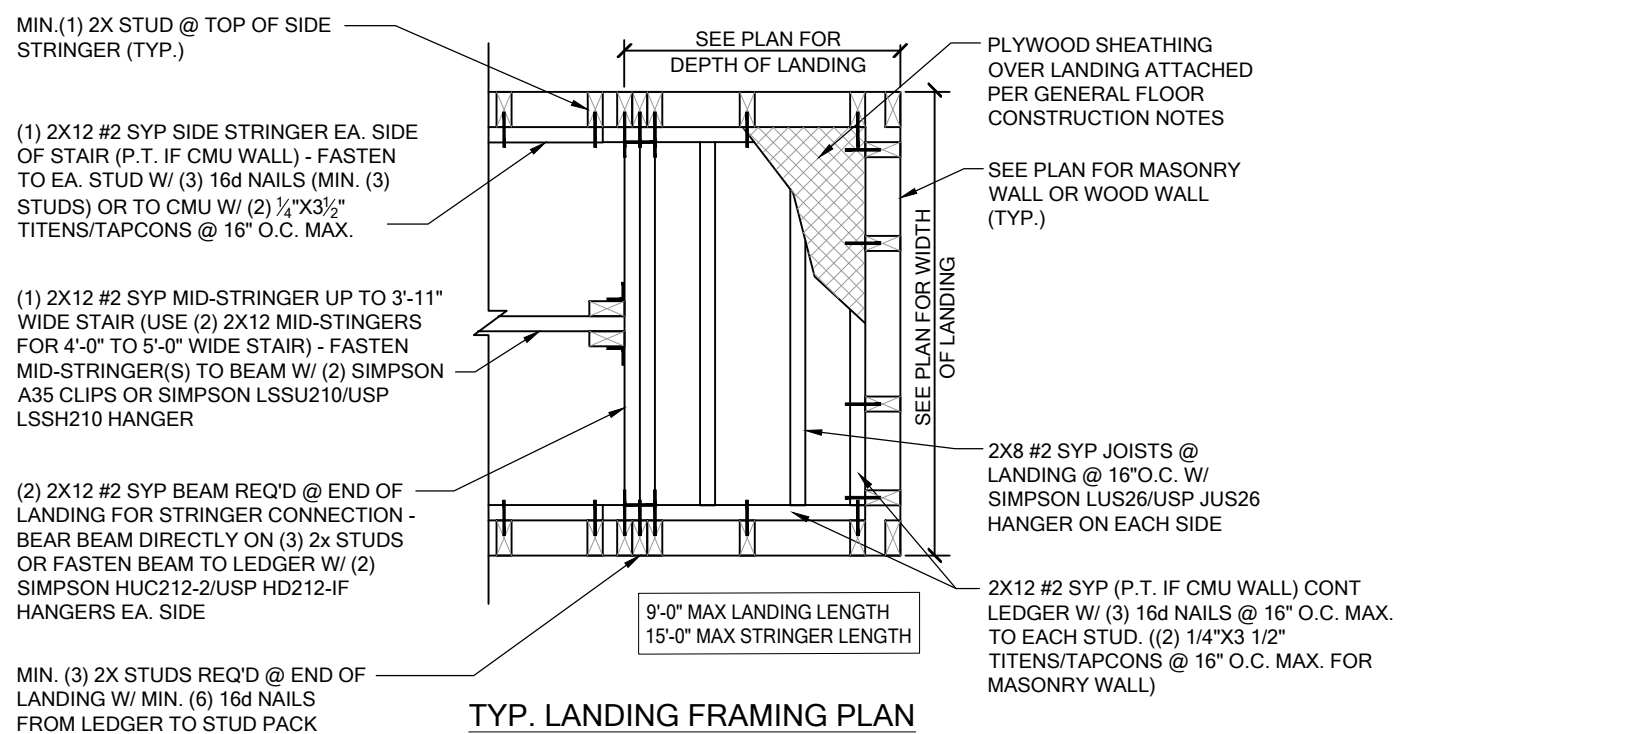 MIN.(1) 2X STUD @ TOP OF SIDE
STRINGER (TYP.)
(1) 2X12 #2 SYP SIDE STRINGER EA. SIDE
OF STAIR (P.T. IF CMU WALL) - FASTEN
TO EA. STUD W/ (3) 16d NAILS (MIN. (3)
STUDS) OR TO CMU W/ (2) 1/4"X3 1/2"
TITENS/TAPCONS @ 16" O.C. MAX.
(1) 2X12 #2 SYP MID-STRINGER UP TO 3'-11"
WIDE STAIR (USE (2) 2X12 MID-STINGERS
FOR 4'-0" TO 5'-0" WIDE STAIR) - FASTEN
MID-STRINGER(S) TO BEAM W/ (2) SIMPSON
A35 CLIPS OR SIMPSON LSSU210/USP
LSSH210 HANGER
(2) 2X12 #2 SYP BEAM REQ'D @ END OF
LANDING FOR STRINGER CONNECTION -
BEAR BEAM DIRECTLY ON (3) 2x STUDS
OR FASTEN BEAM TO LEDGER W/ (2)
SIMPSON HUC212-2/USP HD212-IF
HANGERS EA. SIDE
MIN. (3) 2X STUDS REQ'D @ END OF
LANDING W/ MIN. (6) 16d NAILS
FROM LEDGER TO STUD PACK
SEE PLAN FOR
DEPTH OF LANDING
SEE PLAN FOR WIDTH
OF LANDING
PLYWOOD SHEATHING
OVER LANDING ATTACHED
PER GENERAL FLOOR
CONSTRUCTION NOTES
SEE PLAN FOR MASONRY
WALL OR WOOD WALL
(TYP.)
2X8 #2 SYP JOISTS @
LANDING @ 16"O.C. W/
SIMPSON LUS26/USP JUS26
HANGER ON EACH SIDE
2X12 #2 SYP (P.T. IF CMU WALL) CONT
LEDGER W/ (3) 16d NAILS @ 16" O.C. MAX.
TO EACH STUD. ((2) 1/4"X3 1/2"
TITENS/TAPCONS @ 16" O.C. MAX. FOR
MASONRY WALL)
9'-0" MAX LANDING LENGTH
15'-0" MAX STRINGER LENGTH
TYP. LANDING FRAMING PLAN